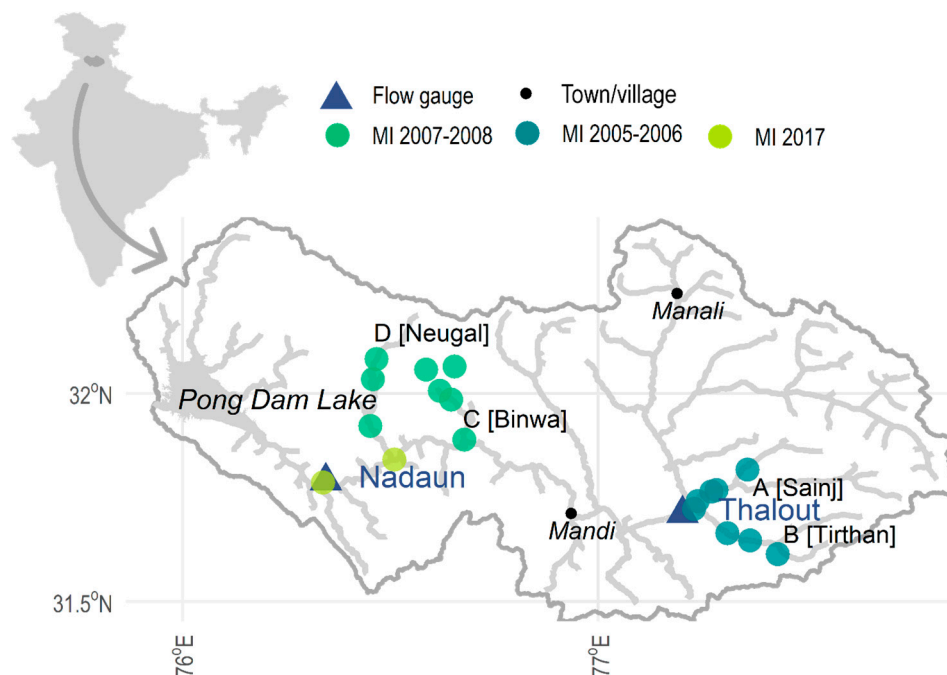 Flow gauge
Town/village
MI 2007-2008
MI 2005-2006
MI 2017
Manali
D [Neugal]
32°N
Pong Dam Lake
C [Binwa]
Nadaun
A [Sainj]
Thalout
Mandi
B [Tirthan]
31.5°N
76°E
77°E